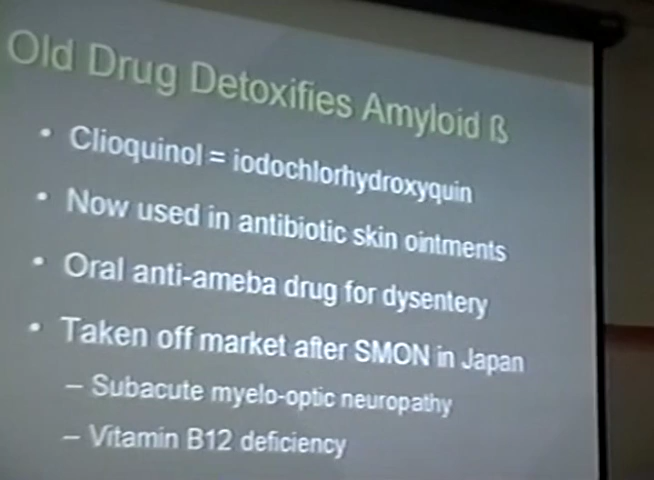 Old Drug Detoxifies Amyloid ß
• Clioquinol = iodochlorhydroxyquin
• Now used in antibiotic skin ointments
• Oral anti-ameba drug for dysentery
• Taken off market after SMON in Japan
– Subacute myelo-optic neuropathy
– Vitamin B12 deficiency